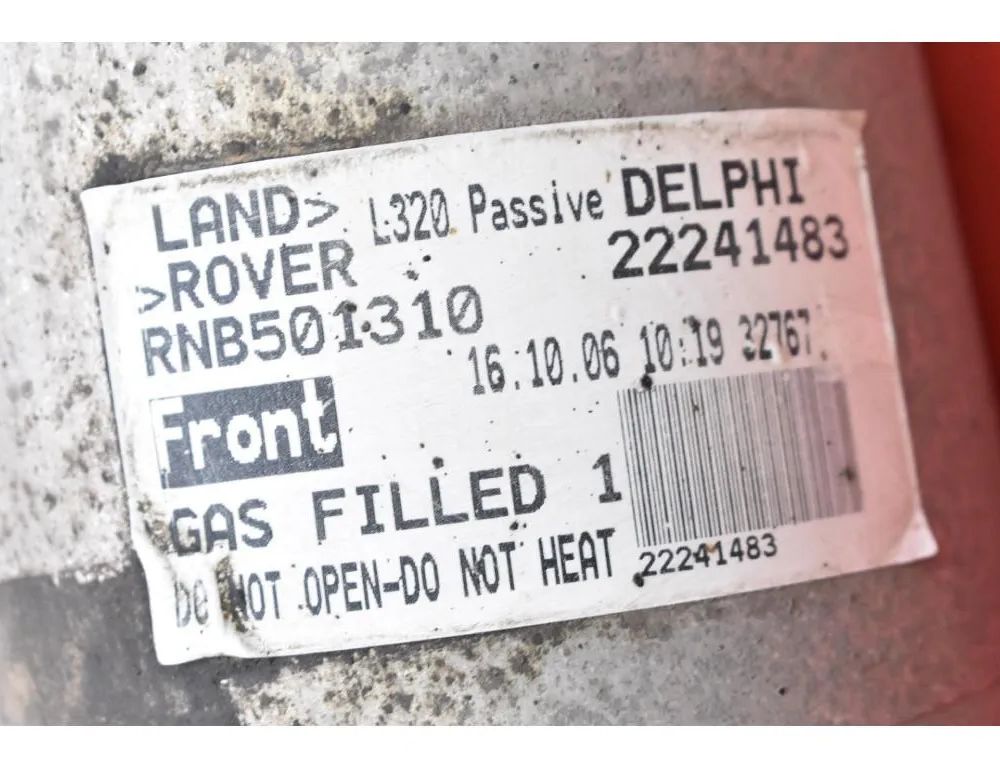 LAND> L320 Passive DELPHI
>ROVER 22241483
RNB501310
16.10.06 10:19 32767
Front
GAS FILLED 1
DO NOT OPEN-DO NOT HEAT 22241483